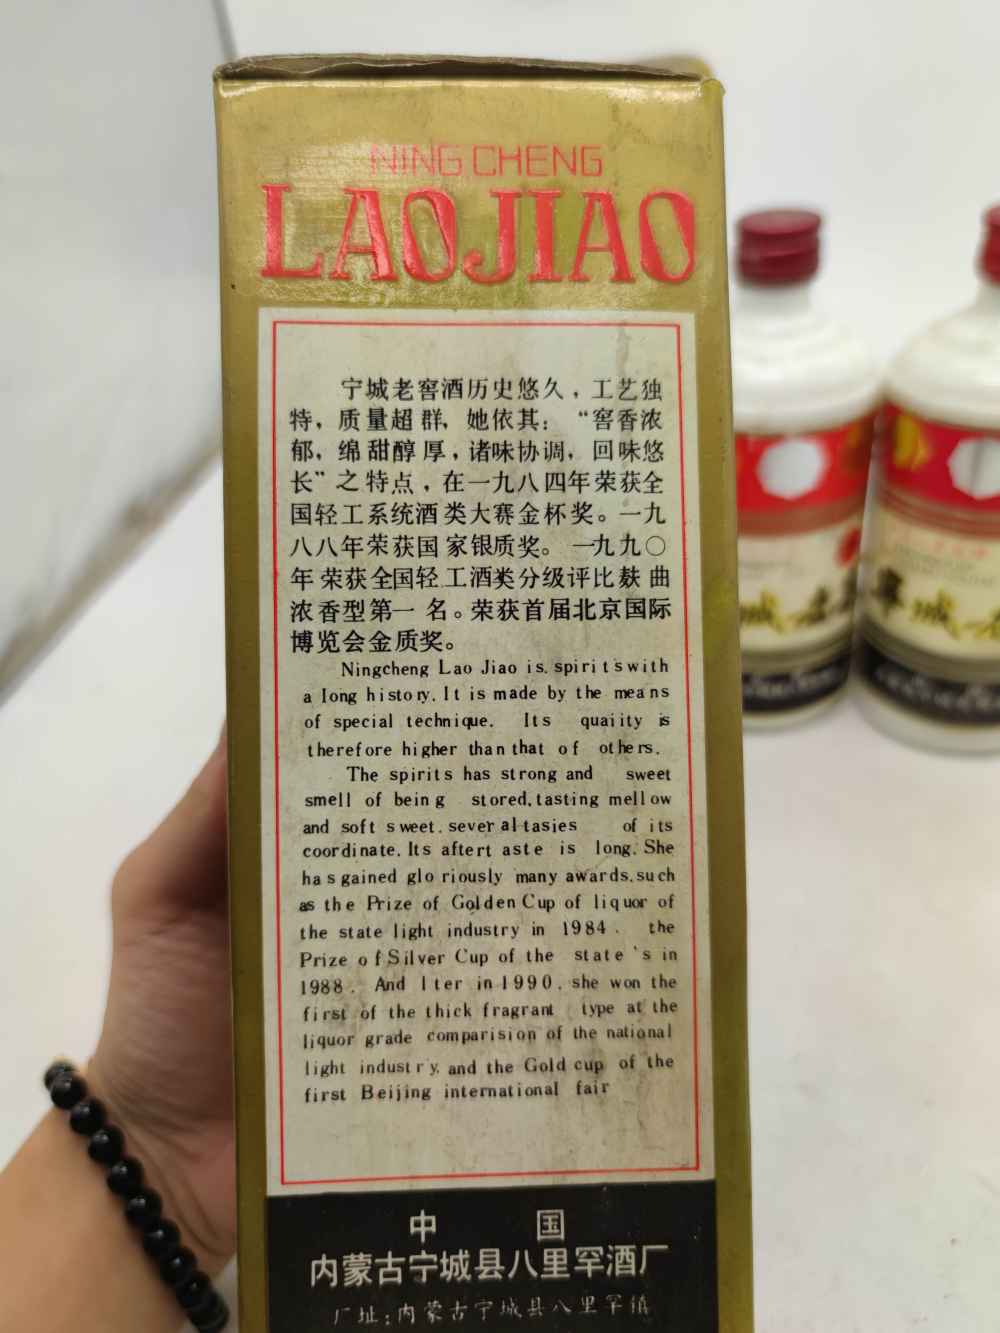 NING CHENG
LAOJIAO
宁城老窖酒历史悠久，工艺独
特，质量超群，她依其：“窖香浓
郁，绵甜醇厚，诸味协调，回味悠
长”之特点，在一九八四年荣获全
国轻工系统酒类大赛金杯奖。一九
八八年荣获国家银质奖。一九九〇
年荣获全国轻工酒类分级评比麸曲
浓香型第一名。荣获首届北京国际
博览会金质奖。
Ningcheng Lao Jiao is. spirits with
a long history. It is made by the means
of special technique. Its quaiity is
therefore higher than that of others.
The spirits has strong and sweet
smell of being stored, tasting mellow
and soft sweet. several tasies of its
coordinate. Its aftert aste is long. She
has gained gloriously many awards. such
as the Prize of Golden Cup of liquor of
the state light industry in 1984. the
Prize of Silver Cup of the state's in
1988. And lter in 1990. she won the
first of the thick fragrant type at the
liquor grade comparision of the national
light industry. and the Gold cup of the
first Beijing international fair
中国
内蒙古宁城县八里罕酒厂
厂址：内蒙古宁城县八里罕镇